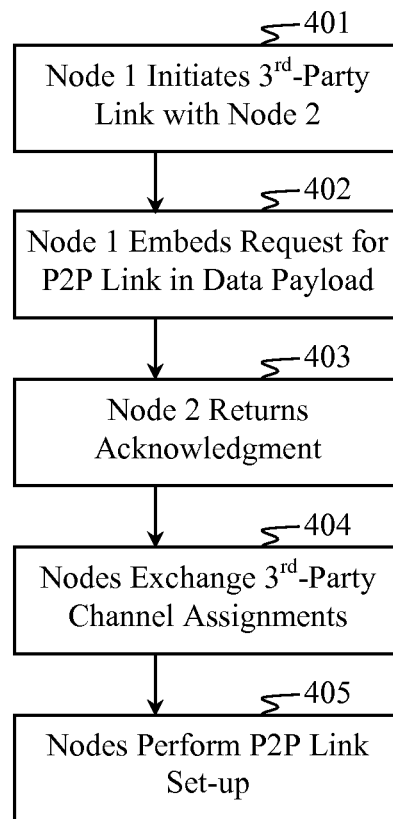 401
Node 1 Initiates 3rd-Party
Link with Node 2
402
Node 1 Embeds Request for
P2P Link in Data Payload
403
Node 2 Returns
Acknowledgment
404
Nodes Exchange 3rd-Party
Channel Assignments
405
Nodes Perform P2P Link
Set-up